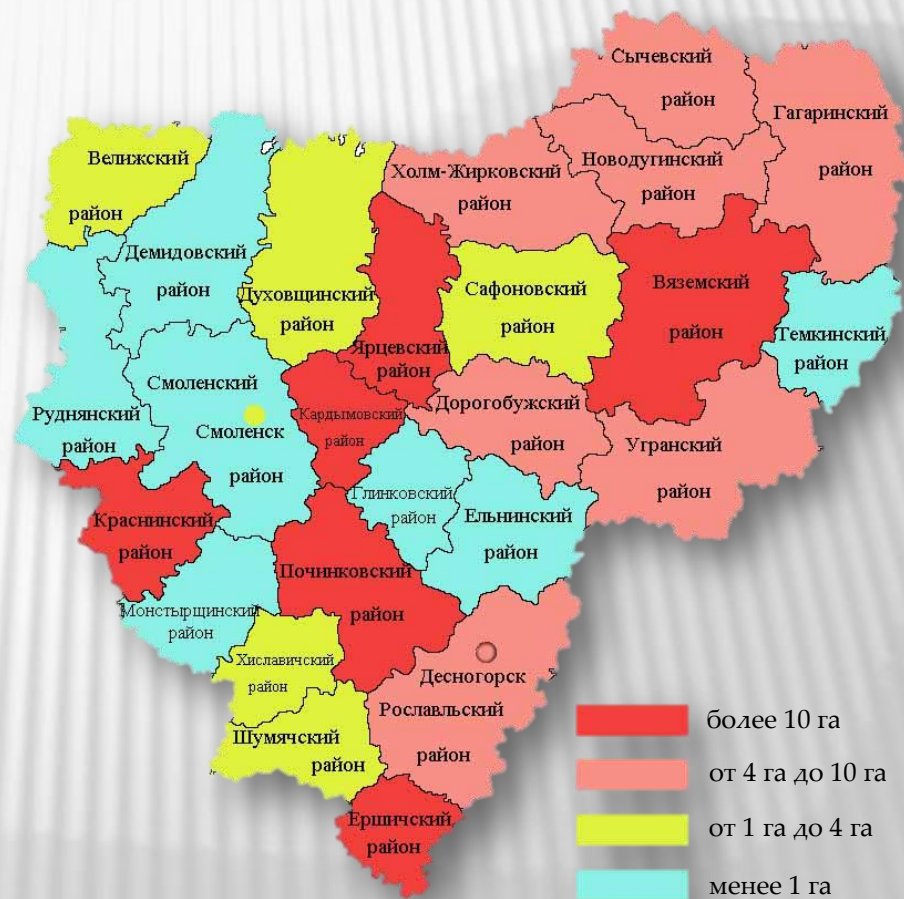 Сычевский
район
Гагаринский
район
Велижский
район
Холм-Жирковский
район
Новодугинский
район
Демидовский
район
Духовщинский
район
Сафоновский
район
Вяземский
район
Темкинский
район
Ярцевский
район
Смоленский
Смоленск
район
Руднянский
район
Кардымовский
район
Дорогобужский
район
Угранский
район
Глинковский
район
Ельнинский
район
Краснинский
район
Починковский
район
Монстырщинский
район
Хиславичский
район
Десногорск
Рославльский
район
Шумячский
район
Ершичский
район
более 10 га
от 4 га до 10 га
от 1 га до 4 га
менее 1 га